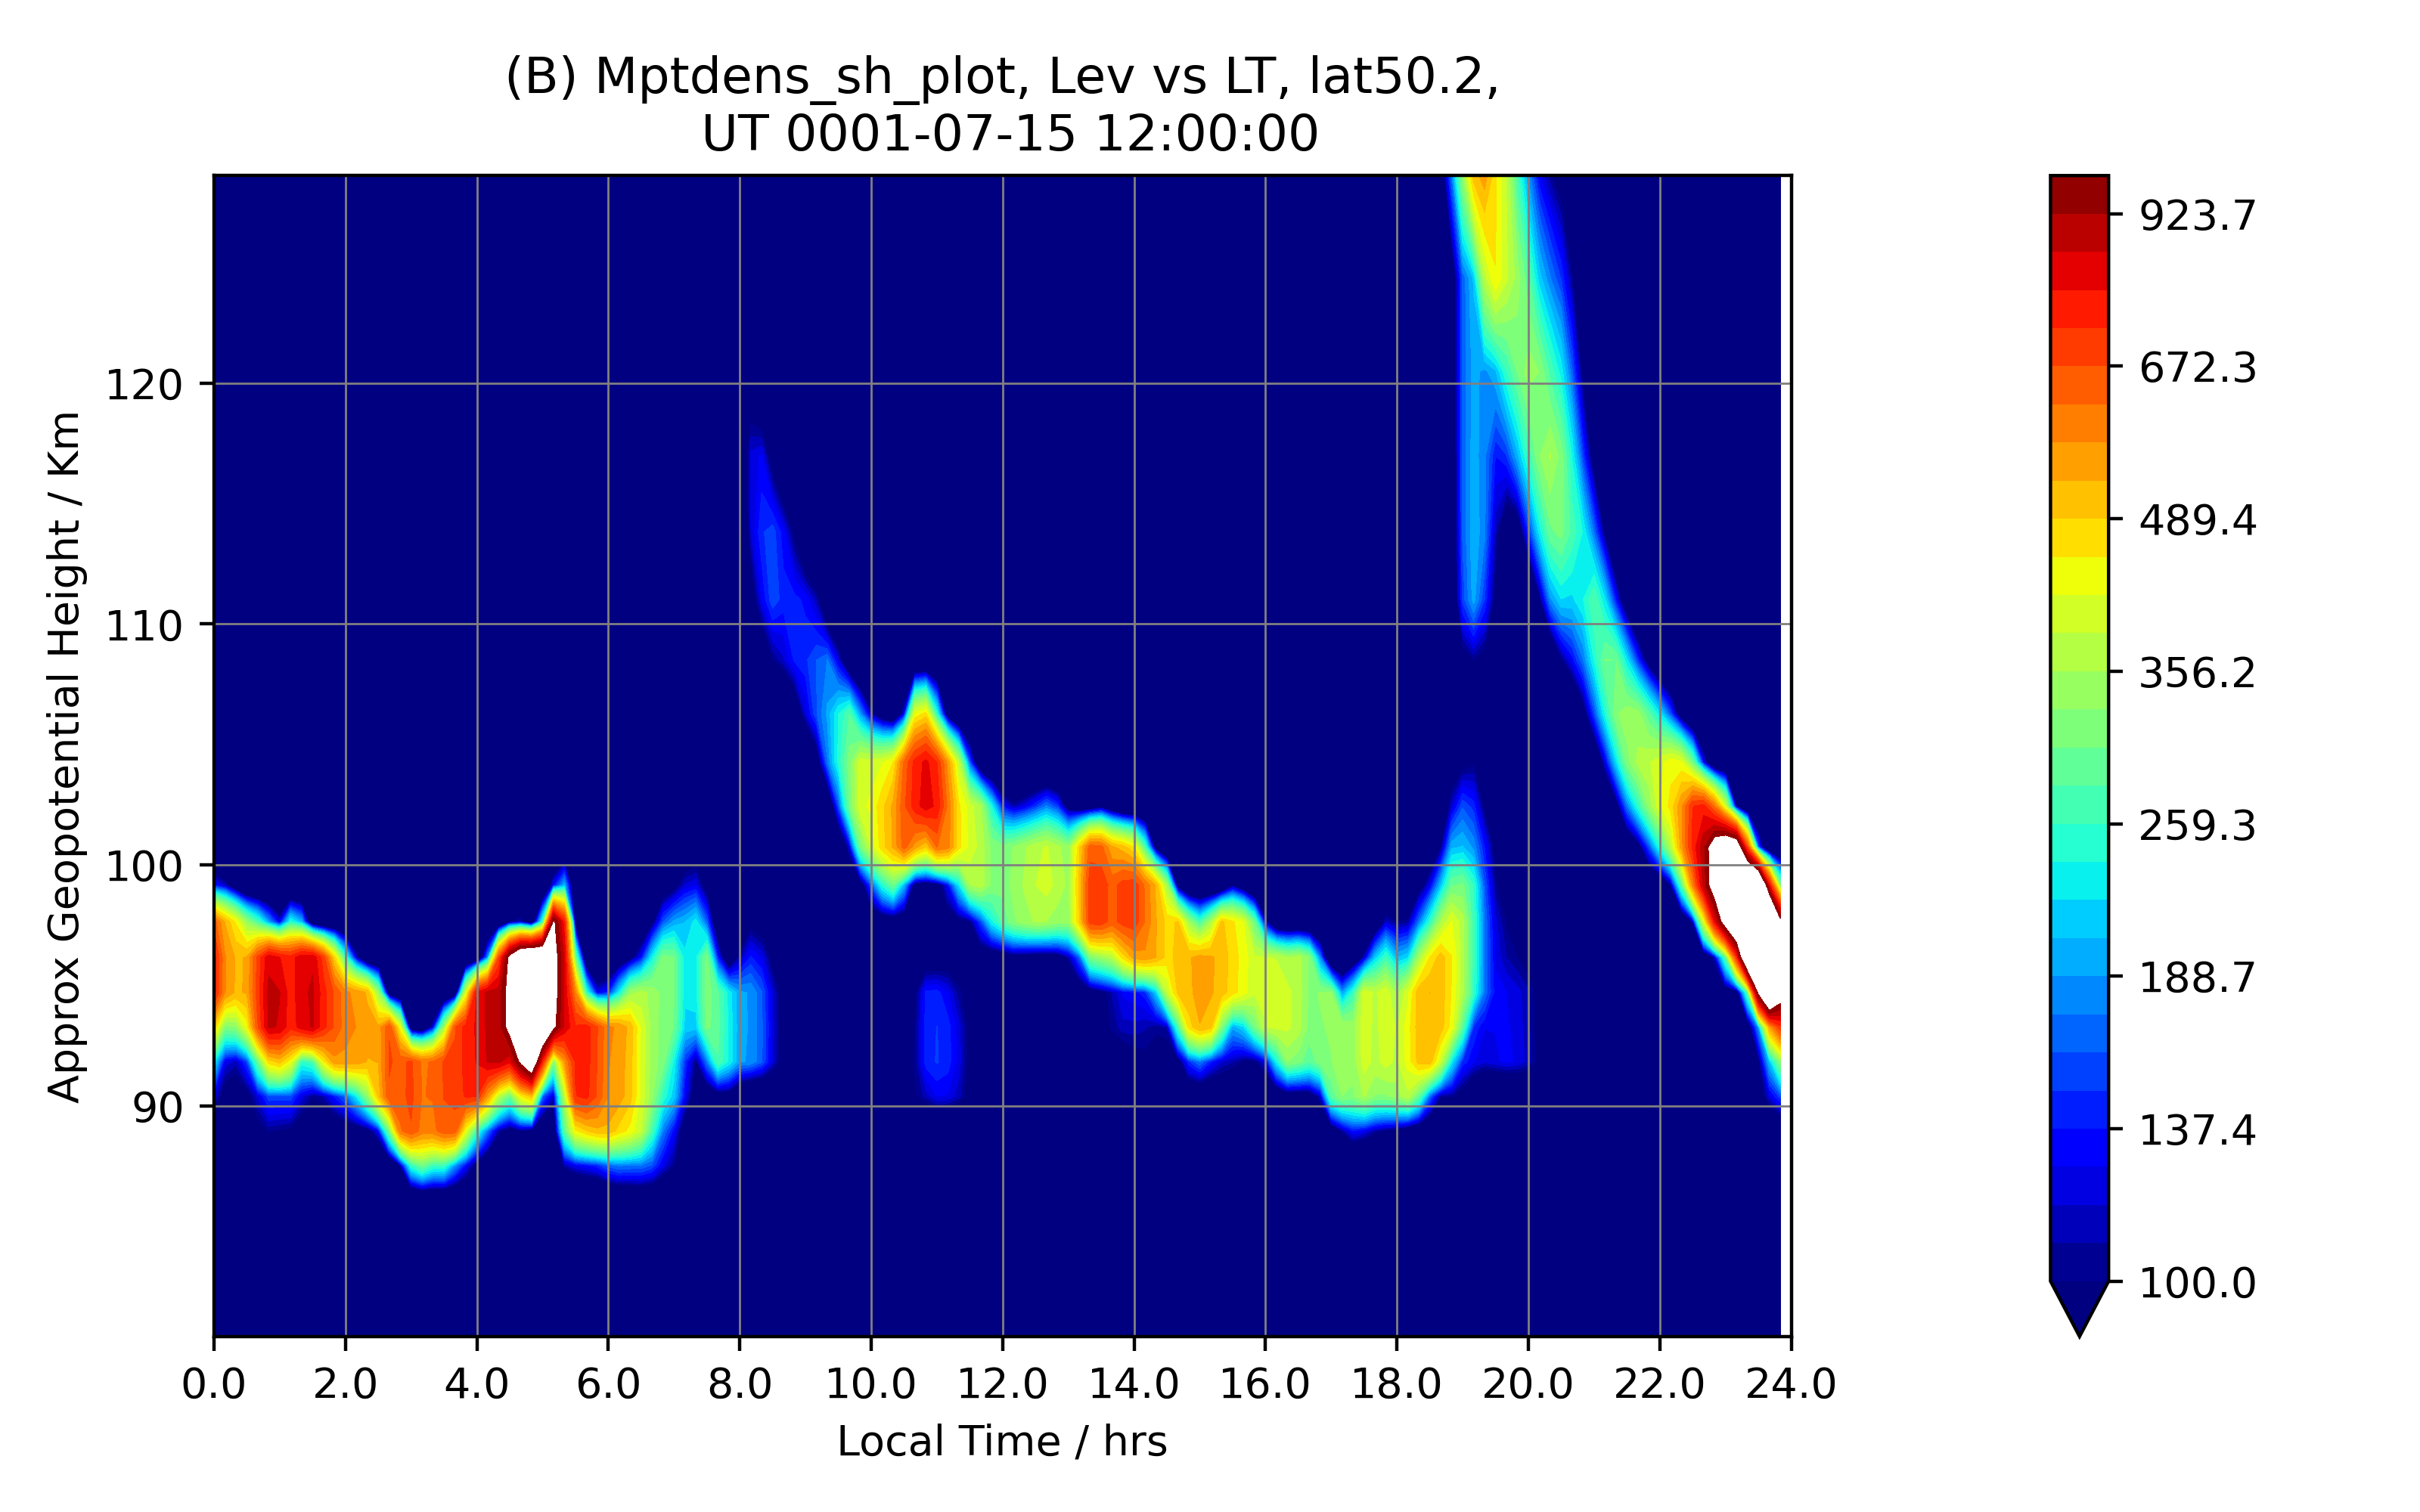 (B) Mptdens_sh_plot, Lev vs LT, lat50.2,
UT 0001-07-15 12:00:00
Approx Geopotential Height / Km
120
110
100
90
0.0 2.0 4.0 6.0 8.0 10.0 12.0 14.0 16.0 18.0 20.0 22.0 24.0
Local Time / hrs
923.7
672.3
489.4
356.2
259.3
188.7
137.4
100.0